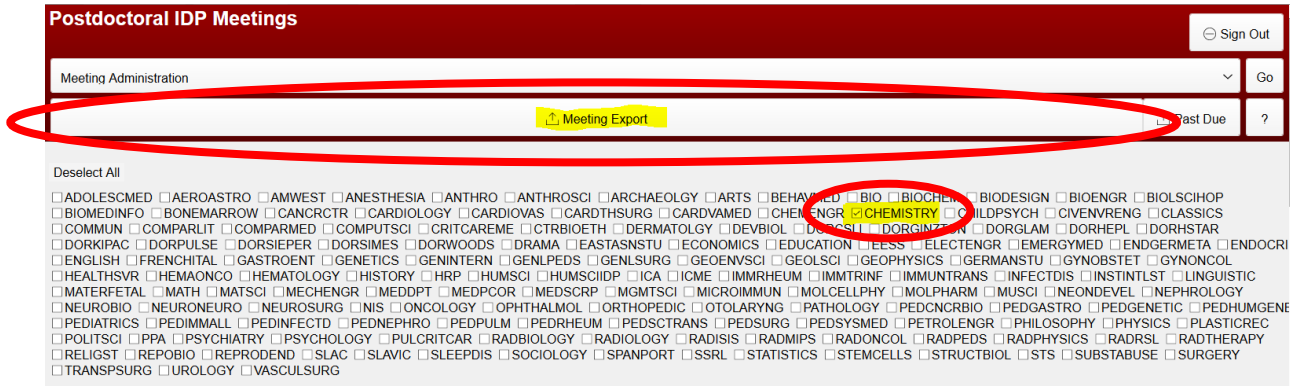 Postdoctoral IDP Meetings
Sign Out
Meeting Administration Go
Meeting Export Past Due ?
Deselect All
ADOLESCMED AEROASTRO AMWEST ANESTHESIA ANTHRO ANTHROSCI ARCHAEOLGY ARTS BEHAVMED BIO BIOCHEM BIODESIGN BIOENGR BIOLSCIHOP
BIOMEDINFO BONEMARROW CANCRCTR CARDIOLOGY CARDIOVAS CARDTHSURG CARDVAMED CHEMENGR CHEMISTRY CHILDPSYCH CIVENVRENG CLASSICS
COMMUN COMPARLIT COMPARMED COMPUTSCI CRITCAREME CTRBIOETH DERMATOLGY DEVBIOL DORGINZTON DORGLAM DORHEPL DORHSTAR
DORKIPAC DORPULSE DORSIEPER DORSIMES DORWOODS DRAMA EASTASNSTU ECONOMICS EDUCATION EESS ELECTENGR EMERGYMED ENDGERMETA ENDOCRI
ENGLISH FRENCHITAL GASTROENT GENETICS GENINTERN GENLPEDS GENLSURG GEOENVSCI GEOLSCI GEOPHYSICS GERMANSTU GYNOBSTET GYNONCOL
HEALTHSVR HEMAONCO HEMATOLOGY HISTORY HRP HUMSCI HUMSCIIDP ICA ICME IMMRHEUM IMMTRINF IMMUNTRANS INFECTDIS INSTINTLST LINGUISTIC
MATERFETAL MATH MATSCI MECHENGR MEDDPT MEDPCOR MEDSCRP MGMTSCI MICROIMMUN MOLCELLPHY MOLPHARM MUSCI NEONDEVEL NEPHROLOGY
NEUROBIO NEURONEURO NEUROSURG NIS ONCOLOGY OPHTHALMOL ORTHOPEDIC OTOLARYNG PATHOLOGY PEDCNCRBIO PEDGASTRO PEDGENETIC PEDHUMGENE
PEDIATRICS PEDIMMALL PEDINFECTD PEDNEPHRO PEDPULM PEDRHEUM PEDSCTRANS PEDSURG PEDSYSMED PETROLENGR PHILOSOPHY PHYSICS PLASTICREC
POLITSCI PPA PSYCHIATRY PSYCHOLOGY PULCRITCAR RADBIOLOGY RADIOLOGY RADISIS RADMIPS RADONCOL RADPEDS RADPHYSICS RADRSL RADTHERAPY
RELIGST REPOBIO REPRODEND SLAC SLAVIC SLEEPDIS SOCIOLOGY SPANPORT SSRL STATISTICS STEMCELLS STRUCTBIOL STS SUBSTABUSE SURGERY
TRANSPSURG UROLOGY VASCULSURG